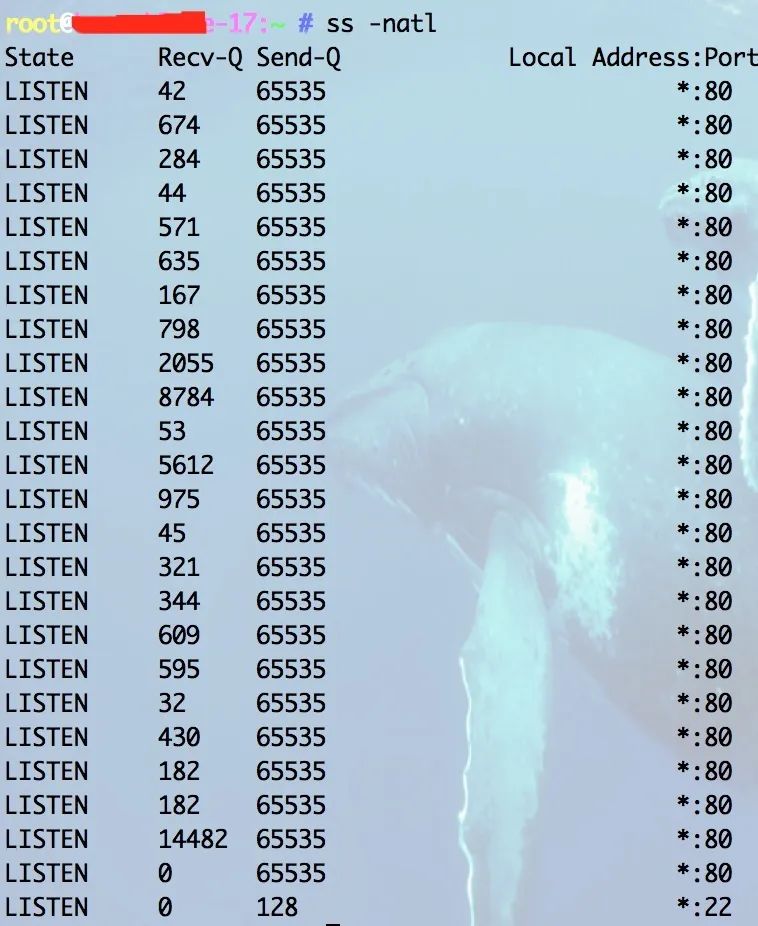 root@ e-17:~ # ss -natl
State Recv-Q Send-Q Local Address:Port
LISTEN 42 65535 *:80
LISTEN 674 65535 *:80
LISTEN 284 65535 *:80
LISTEN 44 65535 *:80
LISTEN 571 65535 *:80
LISTEN 635 65535 *:80
LISTEN 167 65535 *:80
LISTEN 798 65535 *:80
LISTEN 2055 65535 *:80
LISTEN 8784 65535 *:80
LISTEN 53 65535 *:80
LISTEN 5612 65535 *:80
LISTEN 975 65535 *:80
LISTEN 45 65535 *:80
LISTEN 321 65535 *:80
LISTEN 344 65535 *:80
LISTEN 609 65535 *:80
LISTEN 595 65535 *:80
LISTEN 32 65535 *:80
LISTEN 430 65535 *:80
LISTEN 182 65535 *:80
LISTEN 182 65535 *:80
LISTEN 14482 65535 *:80
LISTEN 0 65535 *:80
LISTEN 0 128 *:22